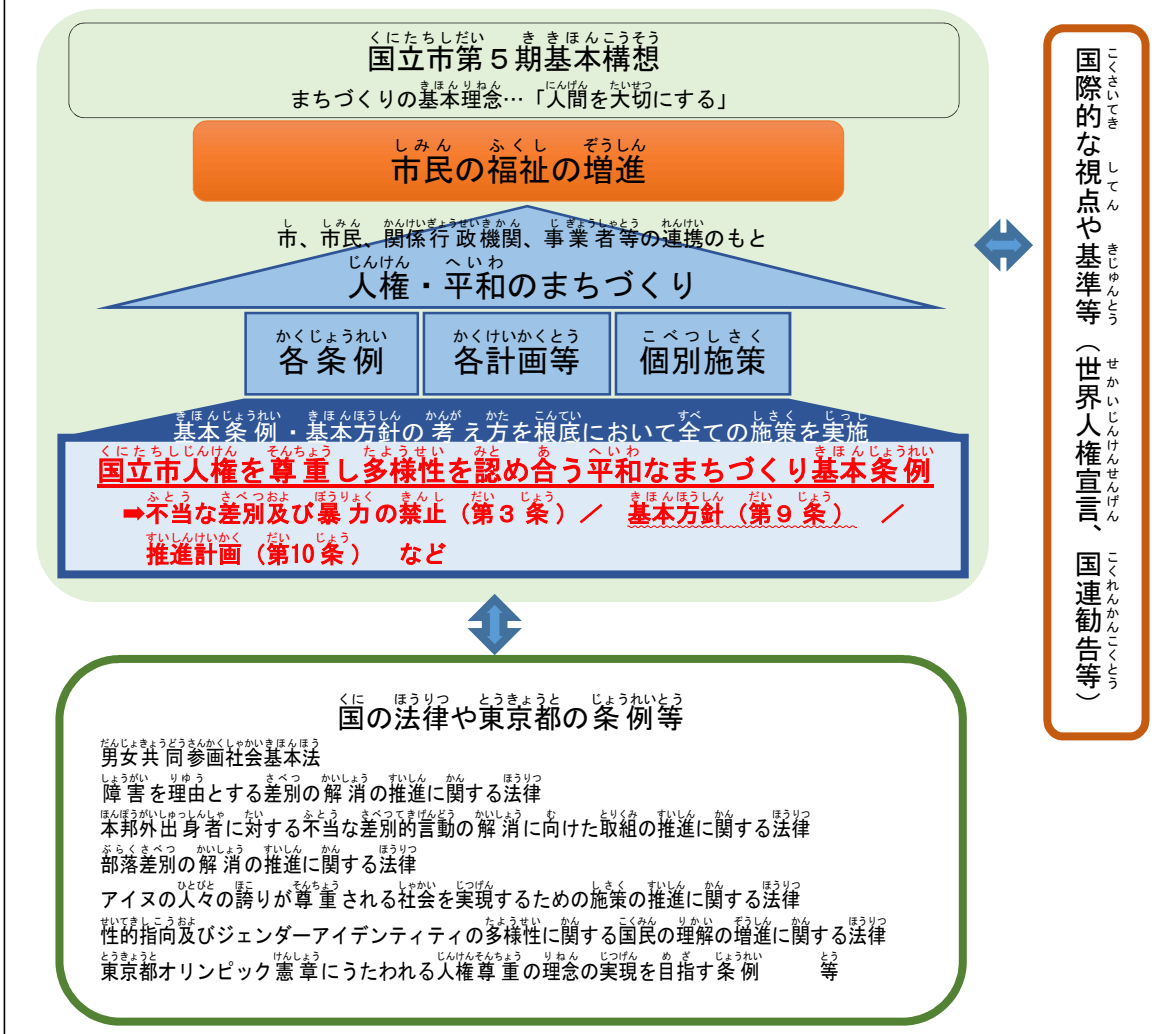 国立市第５期基本構想
まちづくりの基本理念…「人間を大切にする」
市民の福祉の増進
市、市民、関係行政機関、事業者等の連携のもと
人権・平和のまちづくり
各条例
各計画等
個別施策
基本条例・基本方針の考え方を根底において全ての施策を実施
国立市人権を尊重し多様性を認め合う平和なまちづくり基本条例
➡不当な差別及び暴力の禁止（第３条）／　基本方針（第９条）　／
推進計画（第10条）　など
国際的な視点や基準等（世界人権宣言、国連勧告等）
国の法律や東京都の条例等
男女共同参画社会基本法
障害を理由とする差別の解消の推進に関する法律
本邦外出身者に対する不当な差別的言動の解消に向けた取組の推進に関する法律
部落差別の解消の推進に関する法律
アイヌの人々の誇りが尊重される社会を実現するための施策の推進に関する法律
性的指向及びジェンダーアイデンティティの多様性に関する国民の理解の増進に関する法律
東京都オリンピック憲章にうたわれる人権尊重の理念の実現を目指す条例　　　等